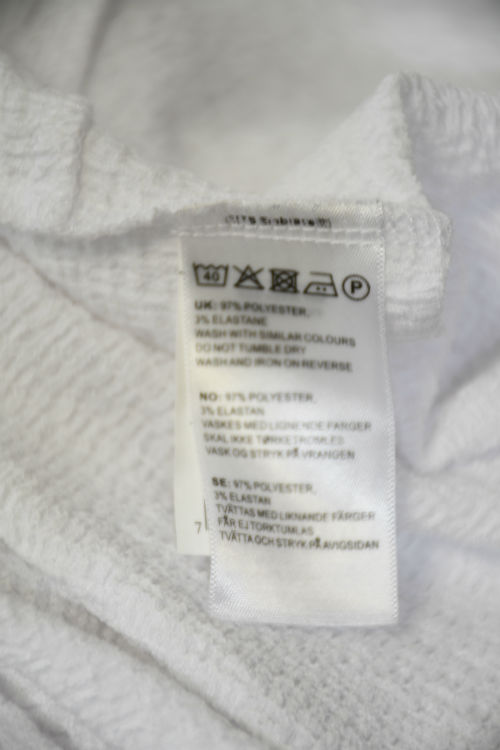 40 P
UK: 97% POLYESTER,
3% ELASTANE
WASH WITH SIMILAR COLOURS
DO NOT TUMBLE DRY
WASH AND IRON ON REVERSE
NO: 97% POLYESTER,
3% ELASTAN
VASKES MED LIGNENDE FARGER
SKAL IKKE TØRKETROMLES
VASK OG STRYK PÅ VRANGEN
SE: 97% POLYESTER,
3% ELASTAN
TVÄTTAS MED LIKNANDE FÄRGER
FÅR EJ TORKTUMLAS
TVÄTTA OCH STRYK PÅ AVIGSIDAN
7